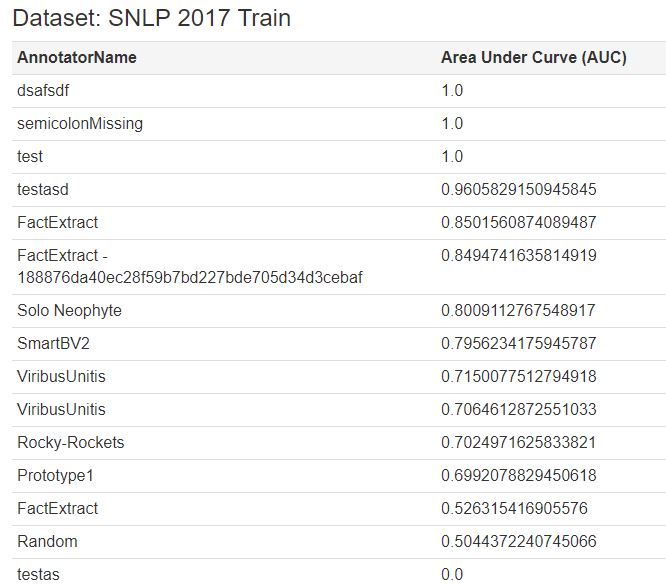 Dataset: SNLP 2017 Train
AnnotatorName Area Under Curve (AUC)
dsafsdf 1.0
semicolonMissing 1.0
test 1.0
testasd 0.9605829150945845
FactExtract 0.8501560874089487
FactExtract - 0.8494741635814919
188876da40ec28f59b7bd227bde705d34d3cebaf
Solo Neophyte 0.8009112767548917
SmartBV2 0.7956234175945787
ViribusUnitis 0.7150077512794918
ViribusUnitis 0.7064612872551033
Rocky-Rockets 0.7024971625833821
Prototype1 0.6992078829450618
FactExtract 0.526315416905576
Random 0.5044372240745066
testas 0.0